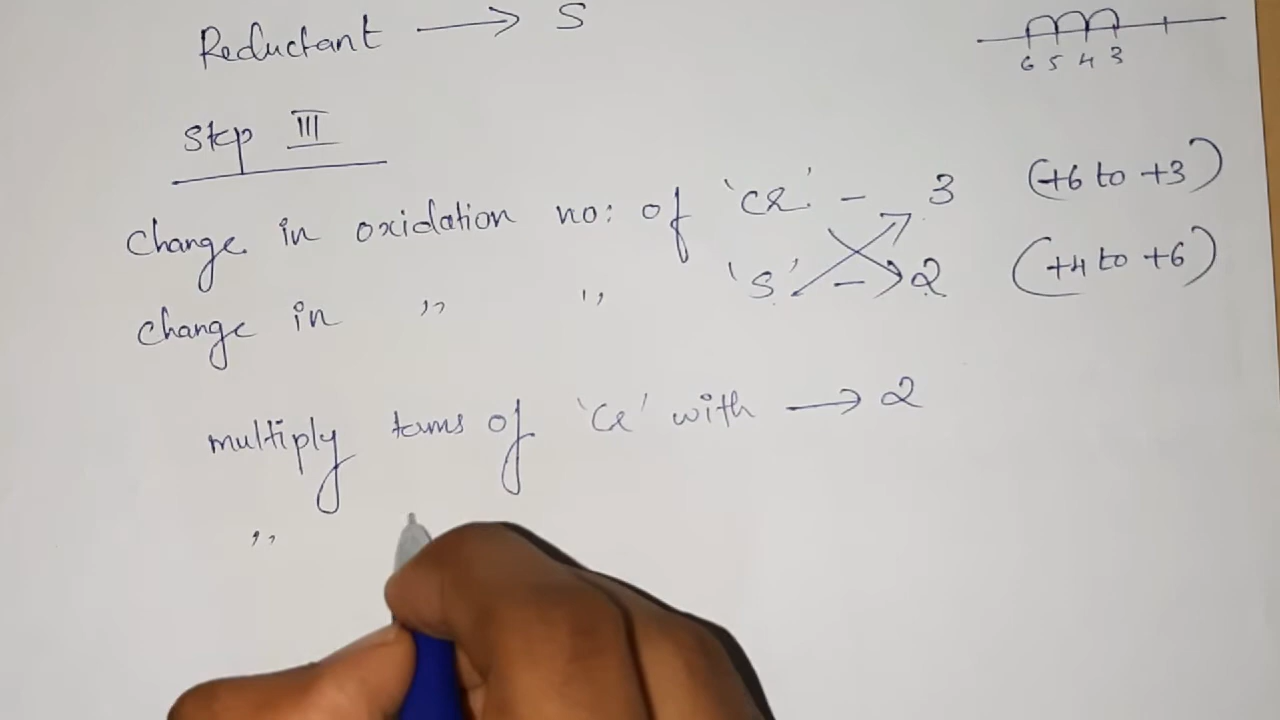 Reductant → S
6 5 4 3
Step III
Change in oxidation no: of 'Cr' - 3 (+6 to +3)
change in ,, ,, 'S' - 2 (+4 to +6)
multiply terms of 'Cr' with → 2
,,